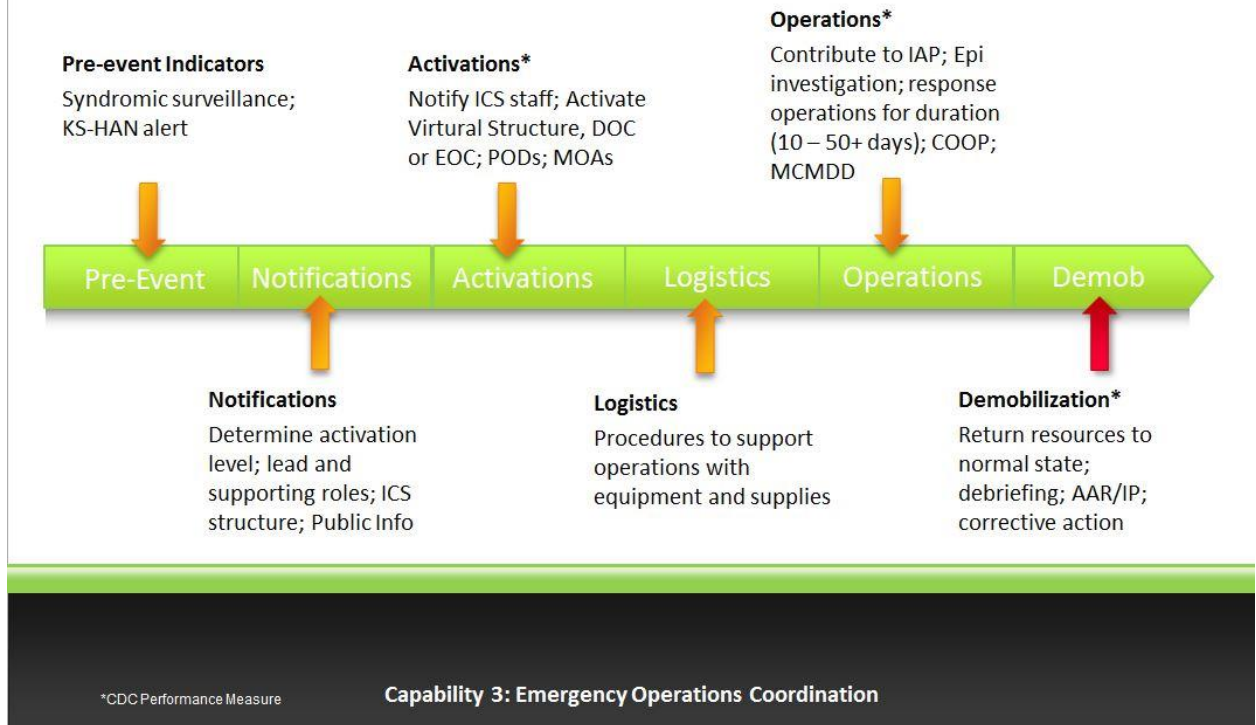 Pre-event Indicators
Syndromic surveillance;
KS-HAN alert
Activations*
Notify ICS staff; Activate
Virtural Structure, DOC
or EOC; PODs; MOAs
Operations*
Contribute to IAP; Epi
investigation; response
operations for duration
(10 – 50+ days); COOP;
MCMDD
Pre-Event
Notifications
Activations
Logistics
Operations
Demob
Notifications
Determine activation
level; lead and
supporting roles; ICS
structure; Public Info
Logistics
Procedures to support
operations with
equipment and supplies
Demobilization*
Return resources to
normal state;
debriefing; AAR/IP;
corrective action
*CDC Performance Measure
Capability 3: Emergency Operations Coordination